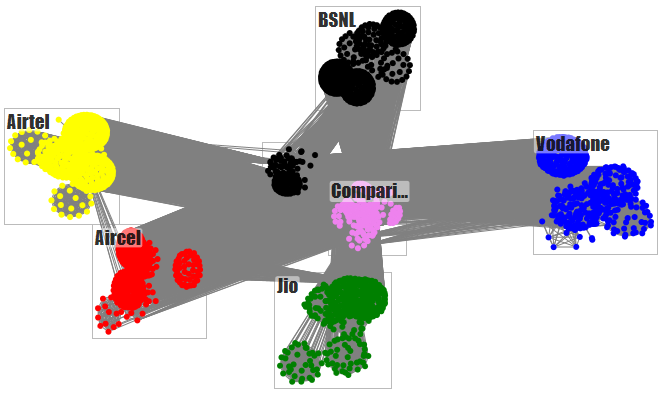 BSNL
Airtel
Vodafone
Compari...
Aircel
Jio